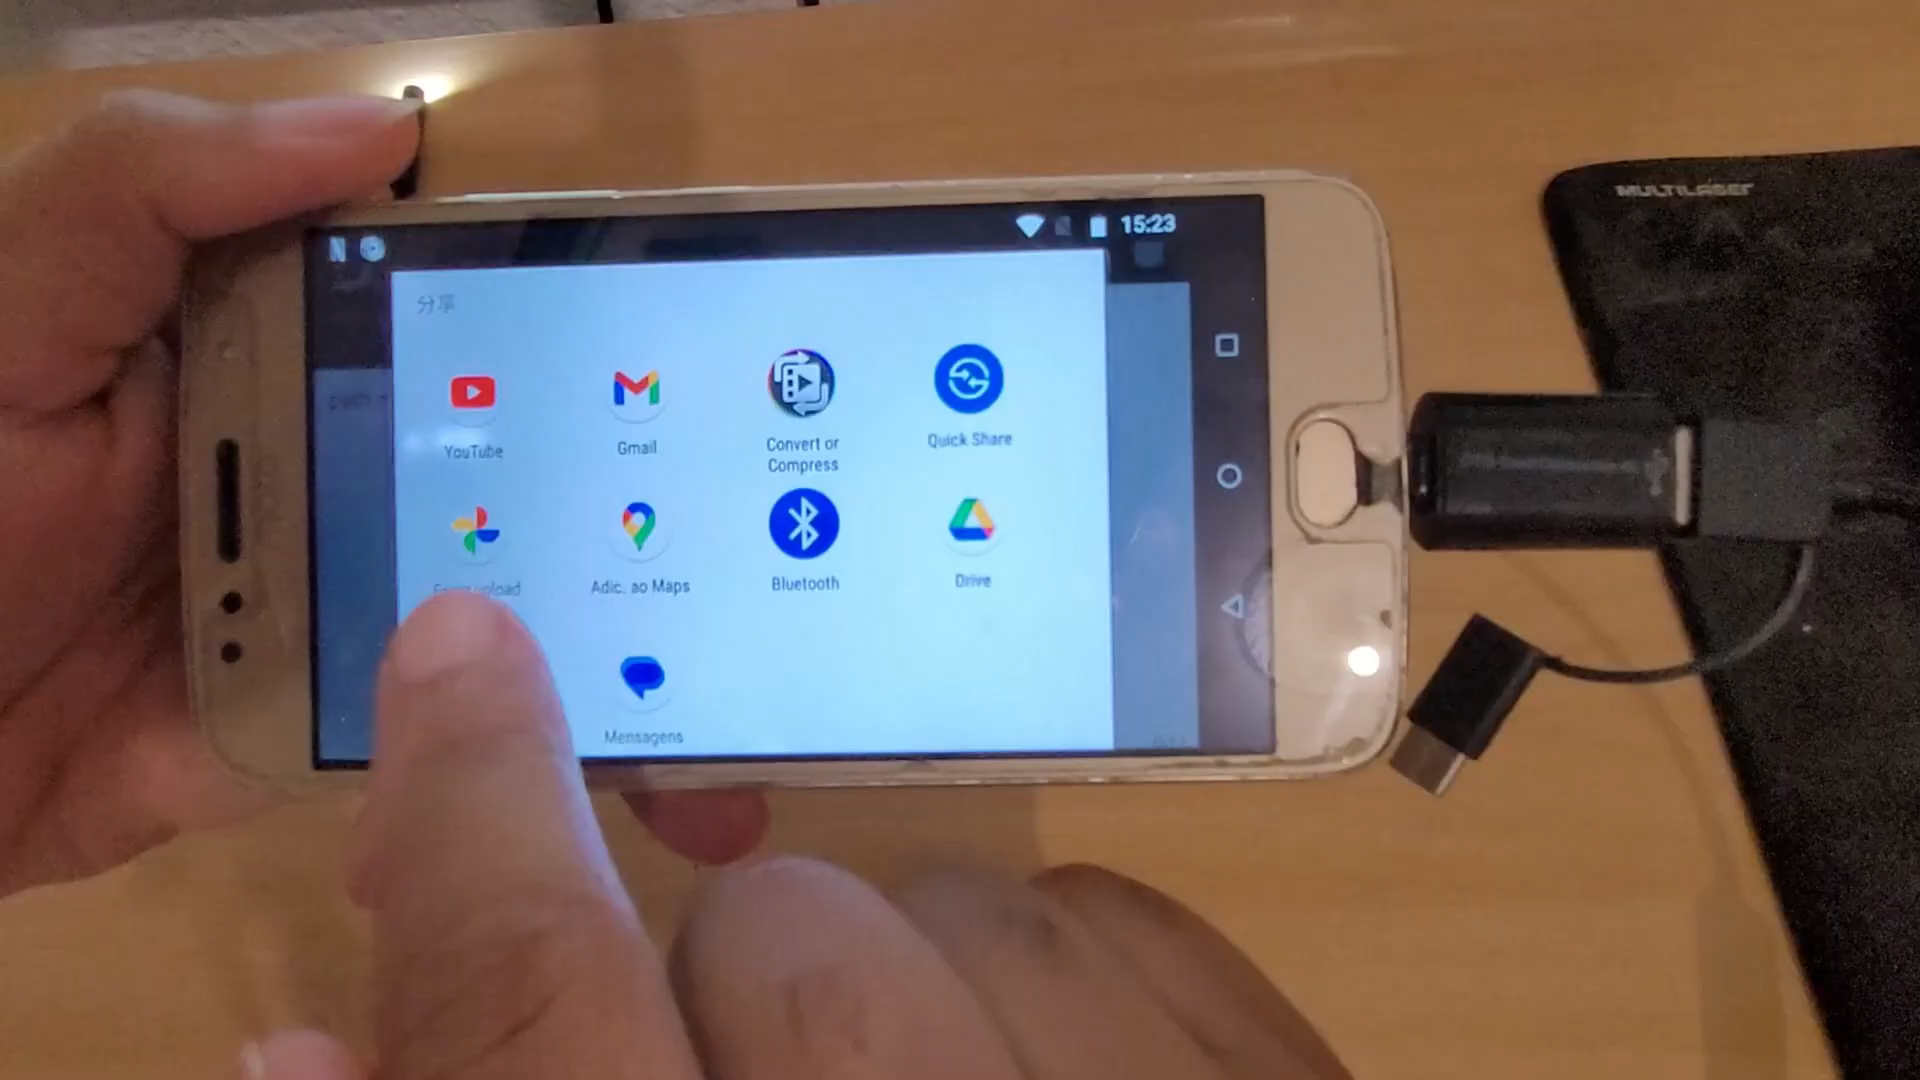 MULTILASER
15:23
分享
YouTube
Gmail
Convert or
Compress
Quick Share
Adic. ao Maps
Bluetooth
Drive
Mensagens